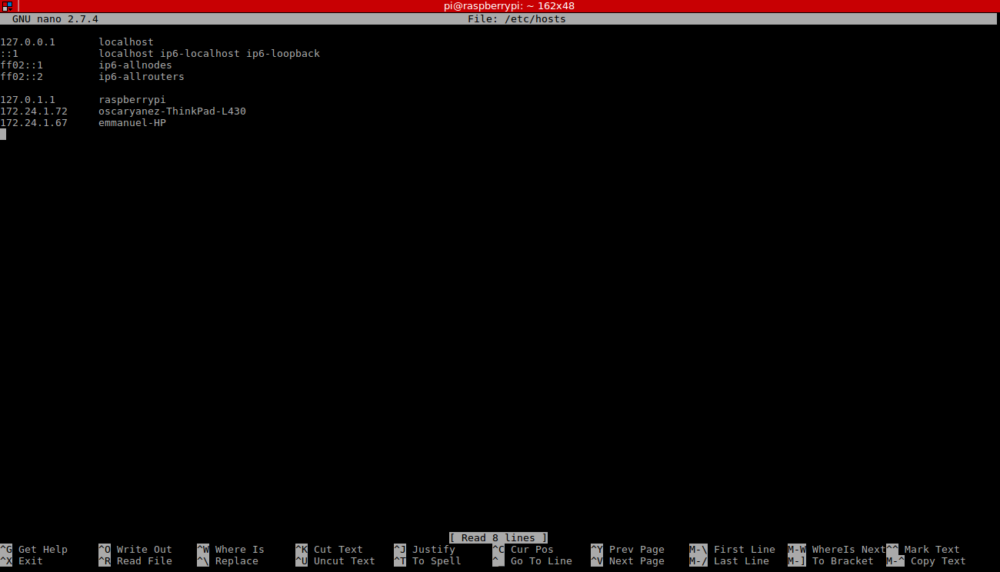 pi@raspberrypi: ~ 162x48
GNU nano 2.7.4 File: /etc/hosts
127.0.0.1 localhost
::1 localhost ip6-localhost ip6-loopback
ff02::1 ip6-allnodes
ff02::2 ip6-allrouters
127.0.1.1 raspberrypi
172.24.1.72 oscaryanez-ThinkPad-L430
172.24.1.67 emmanuel-HP
[ Read 8 lines ]
^G Get Help ^O Write Out ^W Where Is ^K Cut Text ^J Justify ^C Cur Pos ^Y Prev Page M-\ First Line M-W WhereIs Next ^^ Mark Text
^X Exit ^R Read File ^\ Replace ^U Uncut Text ^T To Spell ^_ Go To Line ^V Next Page M-/ Last Line M-] To Bracket M-^ Copy Text